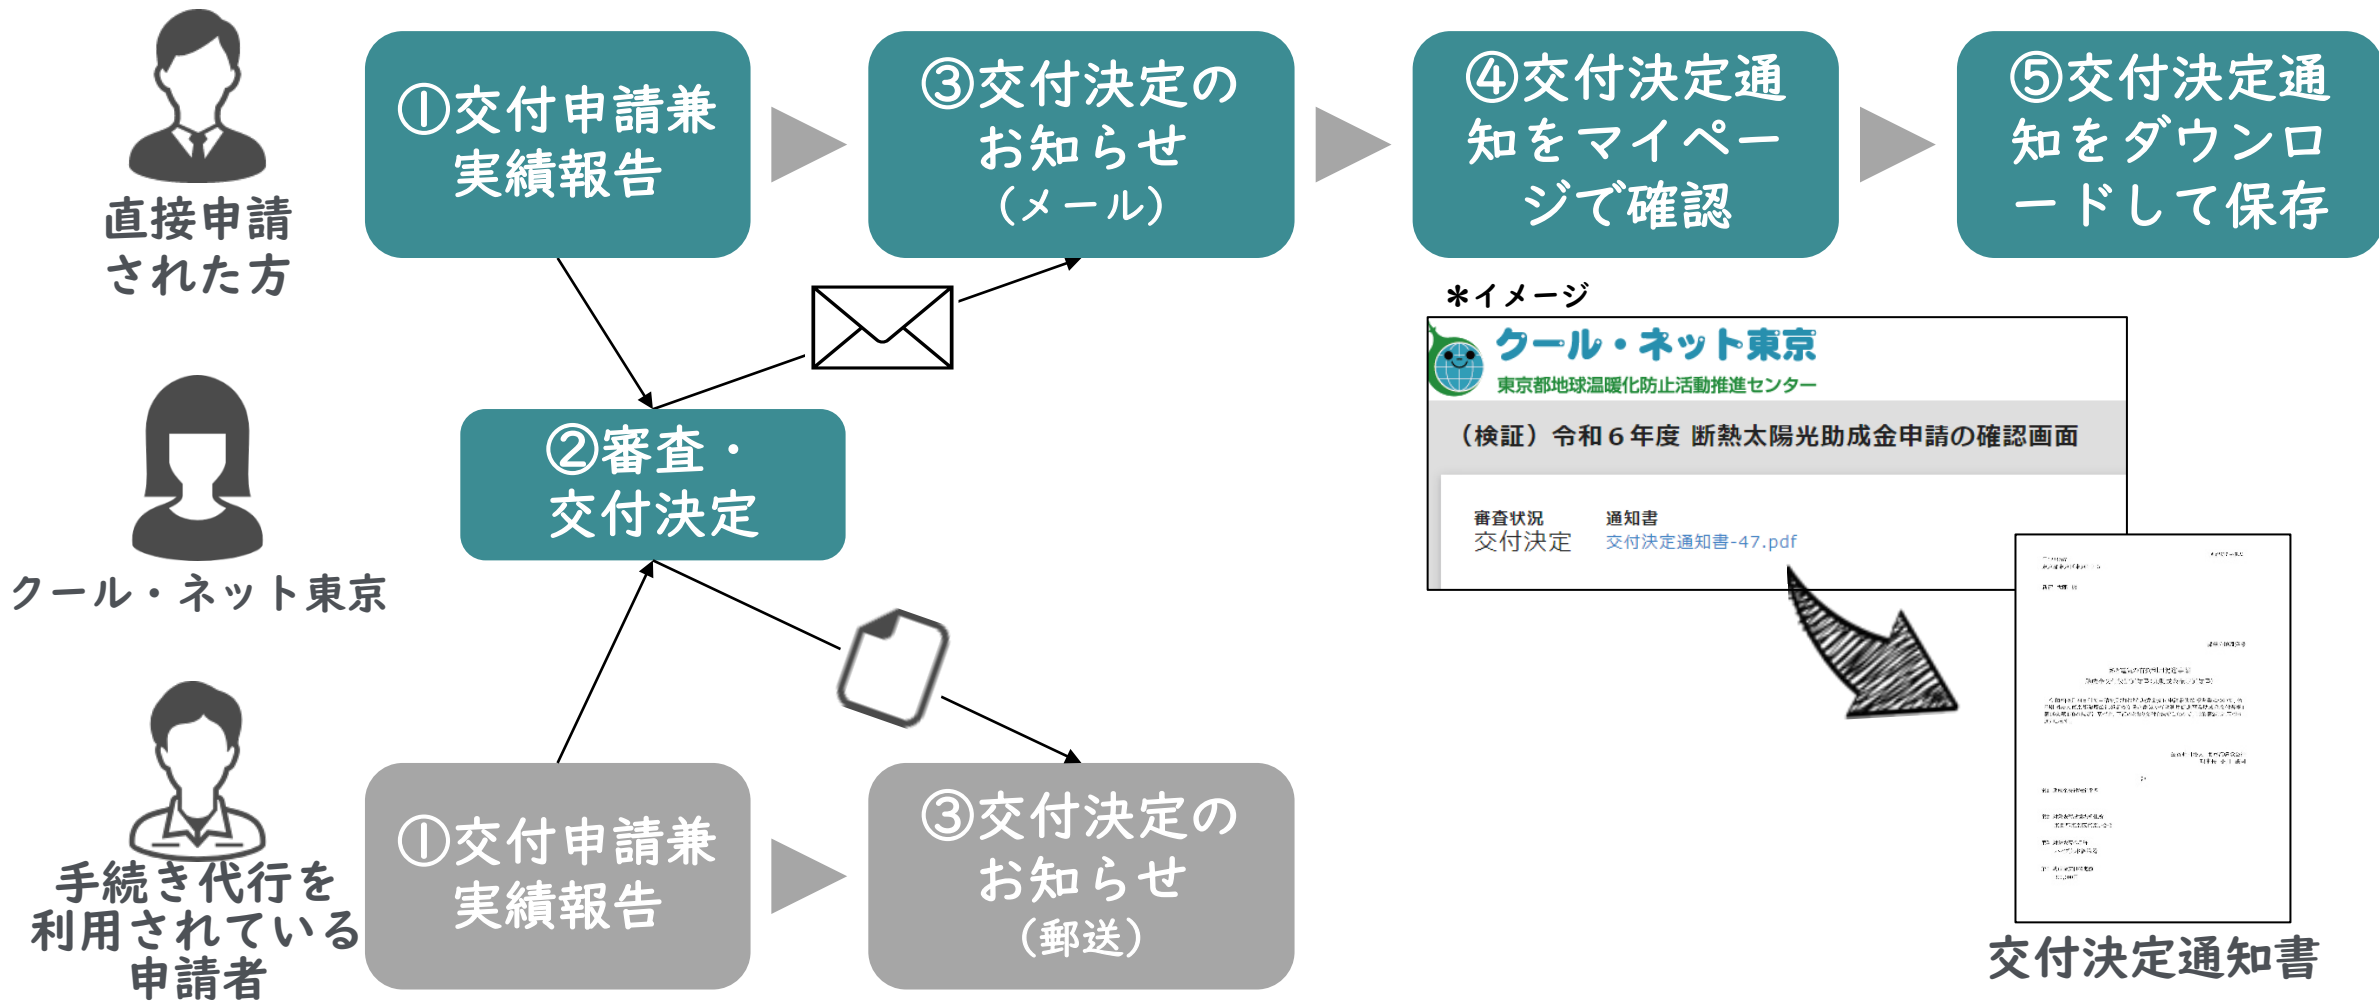 ①交付申請兼
実績報告
③交付決定の
お知らせ
（メール）
④交付決定通
知をマイペー
ジで確認
⑤交付決定通
知をダウンロ
ードして保存
直接申請
された方
＊イメージ
クール・ネット東京
東京都地球温暖化防止活動推進センター
（検証）令和６年度 断熱太陽光助成金申請の確認画面
審査状況
通知書
交付決定
交付決定通知書-47.pdf
②審査・
交付決定
クール・ネット東京
①交付申請兼
実績報告
③交付決定の
お知らせ
（郵送）
手続き代行を
利用されている
申請者
交付決定通知書